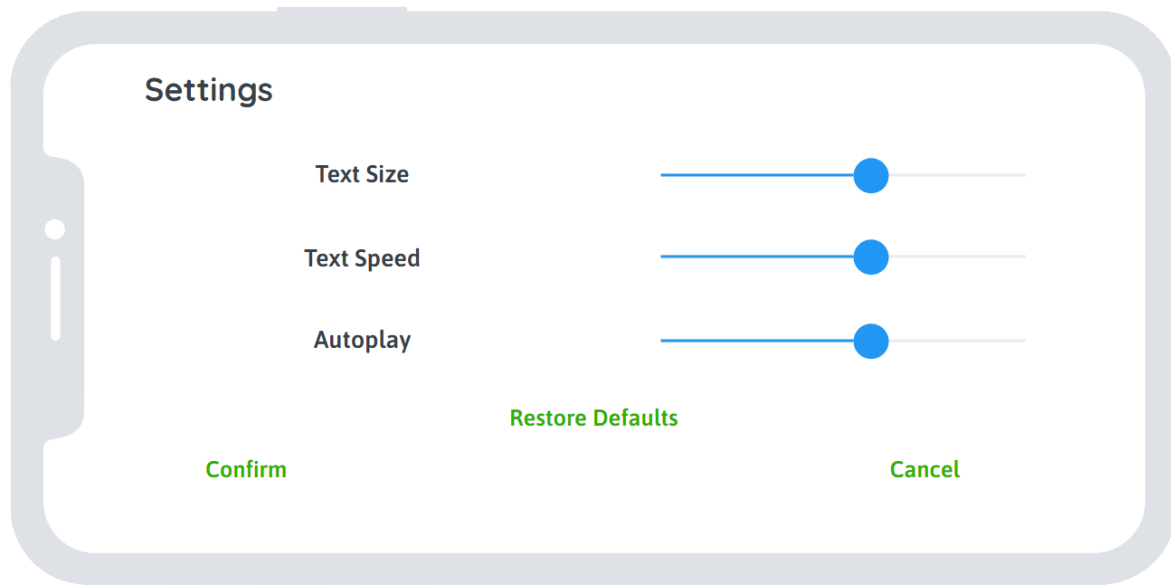 Settings
Text Size
Text Speed
Autoplay
Restore Defaults
Confirm
Cancel